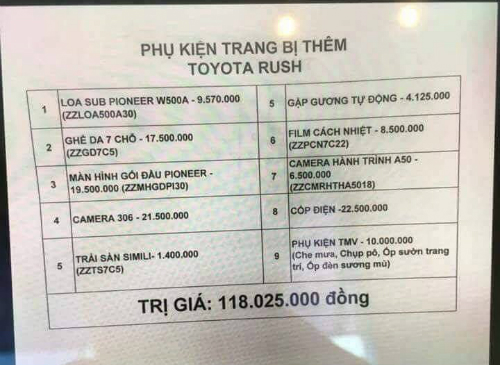 PHỤ KIỆN TRANG BỊ THÊM
TOYOTA RUSH
1
LOA SUB PIONEER W500A - 9.570.000
(ZZLOA500A30)
5
GẬP GƯƠNG TỰ ĐỘNG - 4.125.000
2
GHẾ DA 7 CHỖ - 17.500.000
(ZZGD7C5)
6
FILM CÁCH NHIỆT - 8.500.000
(ZZPCN7C22)
3
MÀN HÌNH GỐI ĐẦU PIONEER -
19.500.000 (ZZMHGDPI30)
7
CAMERA HÀNH TRÌNH A50 -
6.500.000
(ZZCMRHTHA5018)
4
CAMERA 306 - 21.500.000
8
CỐP ĐIỆN -22.500.000
5
TRẢI SÀN SIMILI- 1.400.000
(ZZTS7C5)
9
PHỤ KIỆN TMV - 10.000.000
(Che mưa, Chụp pô, Ốp sườn trang
trí, Ốp đèn sương mù)
TRỊ GIÁ: 118.025.000 đồng